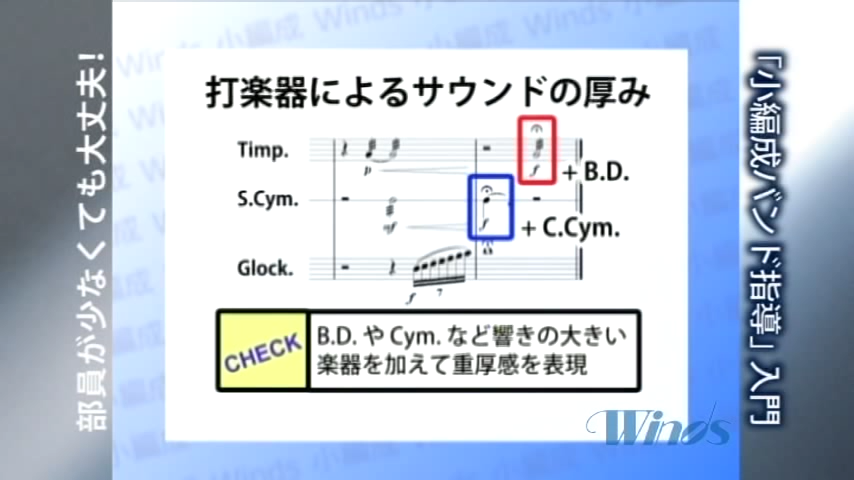 部員が少なくても大丈夫!
「小編成バンド指導」入門
打楽器によるサウンドの厚み
Timp.
p
f
+ B.D.
S.Cym.
mf
f
+ C.Cym.
Glock.
f
7
CHECK
B.D. や Cym. など響きの大きい
楽器を加えて重厚感を表現
Winds